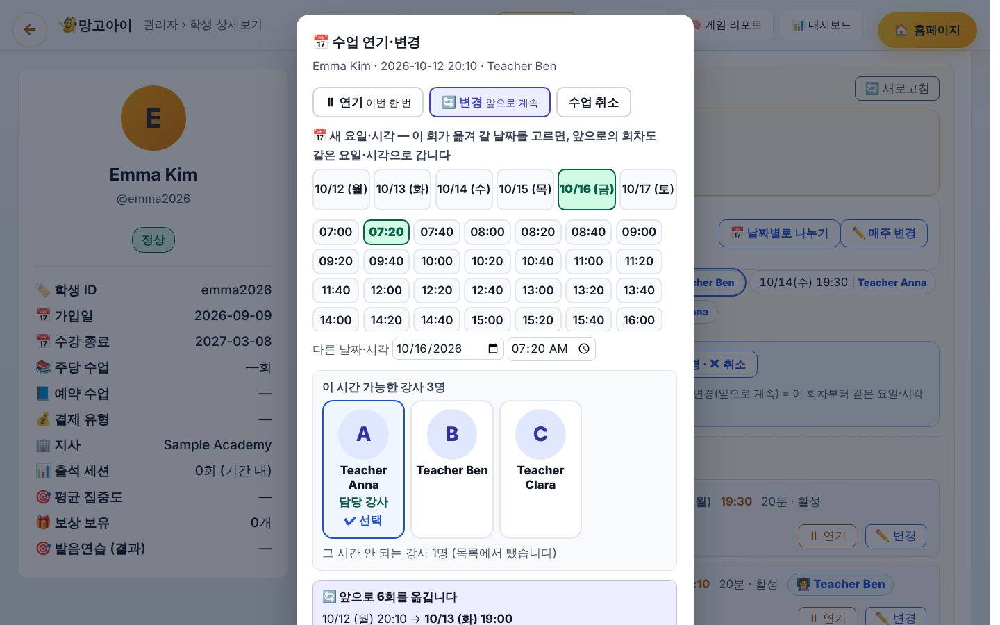 망고아이 관리자 › 학생 상세보기
게임 리포트
📊 대시보드
🏠 홈페이지
E
Emma Kim
@emma2026
정상
🏷️ 학생 ID emma2026
📅 가입일 2026-09-09
📅 수강 종료 2027-03-08
📚 주당 수업 —회
📘 예약 수업 —
💰 결제 유형 —
🏢 지사 Sample Academy
📊 출석 세션 0회 (기간 내)
🎯 평균 집중도 —
🎁 보상 보유 0개
🎯 발음연습 (결과) —
📅 수업 연기·변경
Emma Kim · 2026-10-12 20:10 · Teacher Ben
⏸ 연기 이번 한 번
🔄 변경 앞으로 계속
수업 취소
📅 새 요일·시각 — 이 회가 옮겨 갈 날짜를 고르면, 앞으로의 회차도
같은 요일·시각으로 갑니다
10/12 (월) 10/13 (화) 10/14 (수) 10/15 (목) 10/16 (금) 10/17 (토)
07:00 07:20 07:40 08:00 08:20 08:40 09:00
09:20 09:40 10:00 10:20 10:40 11:00 11:20
11:40 12:00 12:20 12:40 13:00 13:20 13:40
14:00 14:20 14:40 15:00 15:20 15:40 16:00
다른 날짜·시각 10/16/2026 07:20 AM
이 시간 가능한 강사 3명
A
Teacher
Anna
담당 강사
✔ 선택
B
Teacher Ben
C
Teacher
Clara
그 시간 안 되는 강사 1명 (목록에서 뺐습니다)
🔄 앞으로 6회를 옮깁니다
10/12 (월) 20:10 → 10/13 (화) 19:00
🔄 새로고침
📅 날짜별로 나누기
✏️ 매주 변경
cher Ben
10/14(수) 19:30 Teacher Anna
nna
· ❌ 취소
변경(앞으로 계속) = 이 회차부터 같은 요일·시각
월) 19:30 20분 · 활성
⏸ 연기
✏️ 변경
:10 20분 · 활성 👩‍🏫 Teacher Ben
⏸ 연기
✏️ 변경